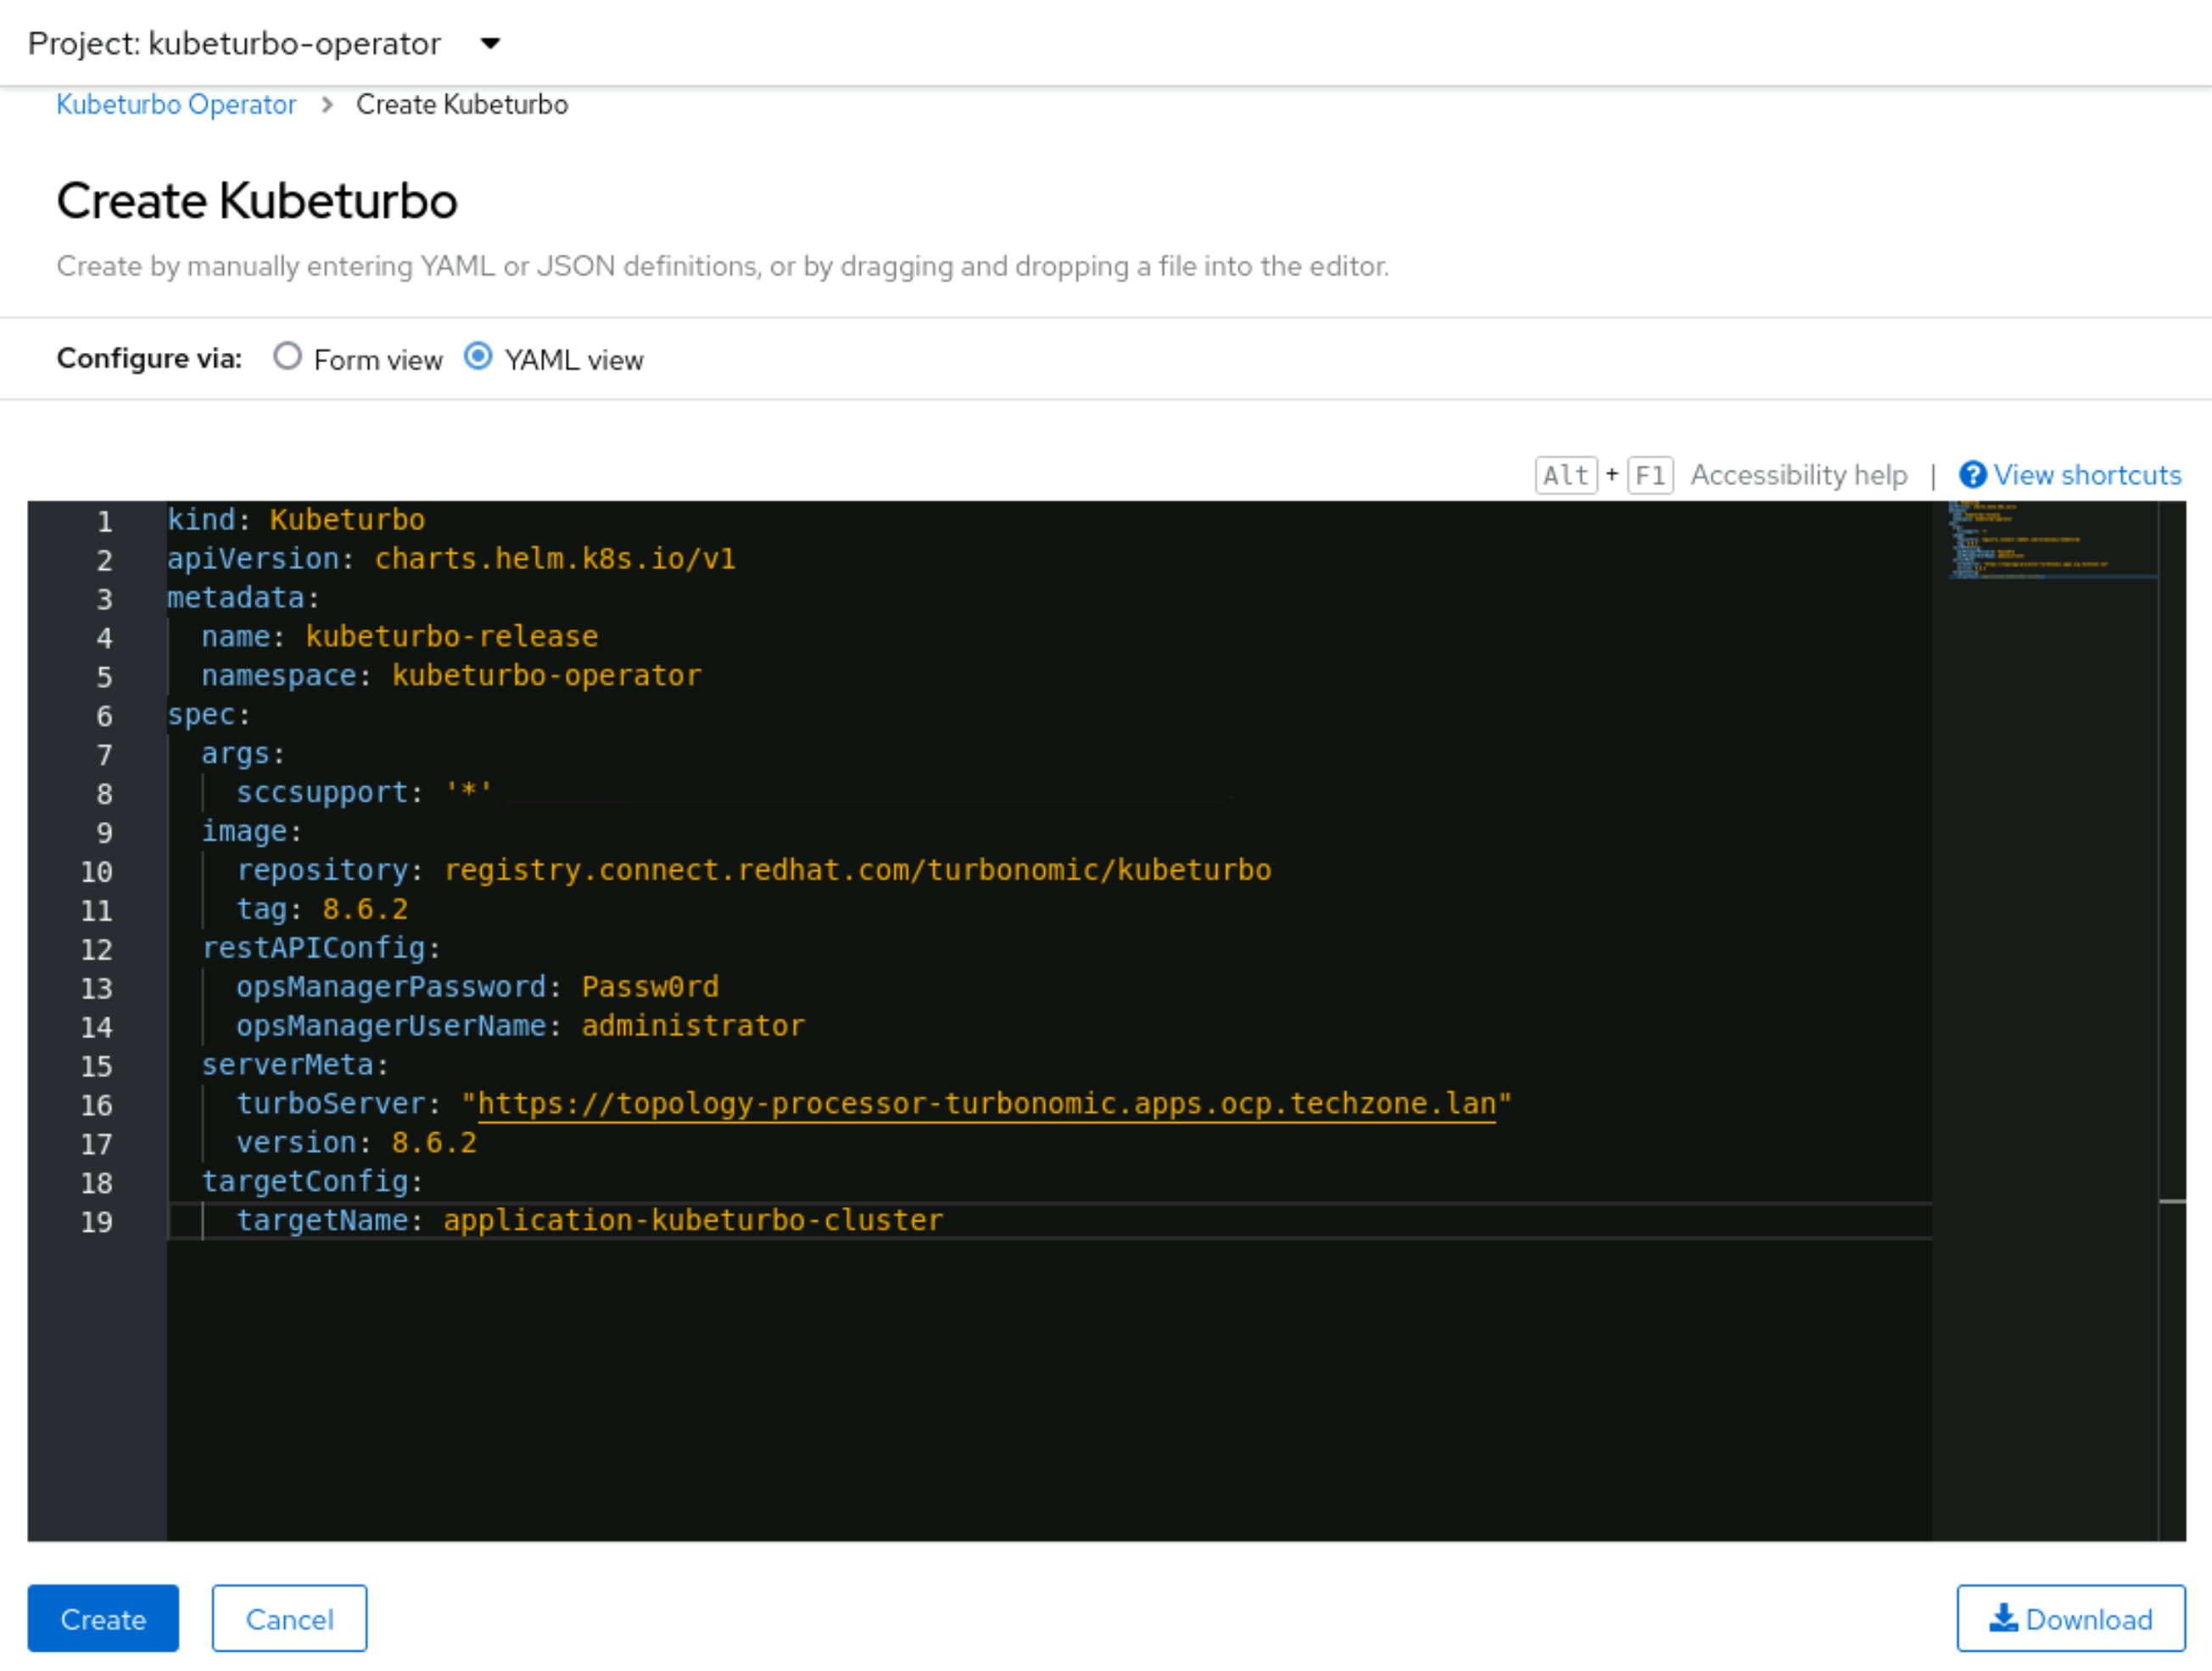 Project: kubeturbo-operator
Kubeturbo Operator > Create Kubeturbo
Create Kubeturbo
Create by manually entering YAML or JSON definitions, or by dragging and dropping a file into the editor.
Configure via: Form view YAML view
Alt + F1 Accessibility help | View shortcuts
1 kind: Kubeturbo
2 apiVersion: charts.helm.k8s.io/v1
3 metadata:
4   name: kubeturbo-release
5   namespace: kubeturbo-operator
6 spec:
7   args:
8     sccsupport: '*'
9   image:
10     repository: registry.connect.redhat.com/turbonomic/kubeturbo
11     tag: 8.6.2
12   restAPIConfig:
13     opsManagerPassword: Passw0rd
14     opsManagerUserName: administrator
15   serverMeta:
16     turboServer: "https://topology-processor-turbonomic.apps.ocp.techzone.lan"
17     version: 8.6.2
18   targetConfig:
19     targetName: application-kubeturbo-cluster
Create Cancel Download